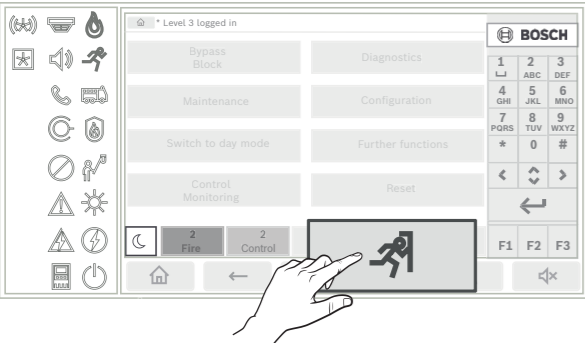 * Level 3 logged in
BOSCH
Bypass
Block
Diagnostics
Maintenance
Configuration
Switch to day mode
Further functions
Control
Monitoring
Reset
2
Fire
2
Control
1
2
ABC
3
DEF
4
GHI
5
JKL
6
MNO
7
PQRS
8
TUV
9
WXYZ
* 0 #
F1 F2 F3